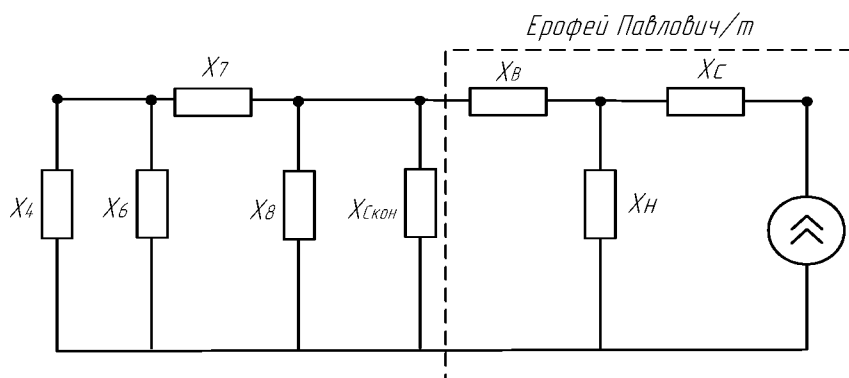 Ерофей Павлович/т
X7
XВ
XС
X4
X6
X8
XСкон
XН